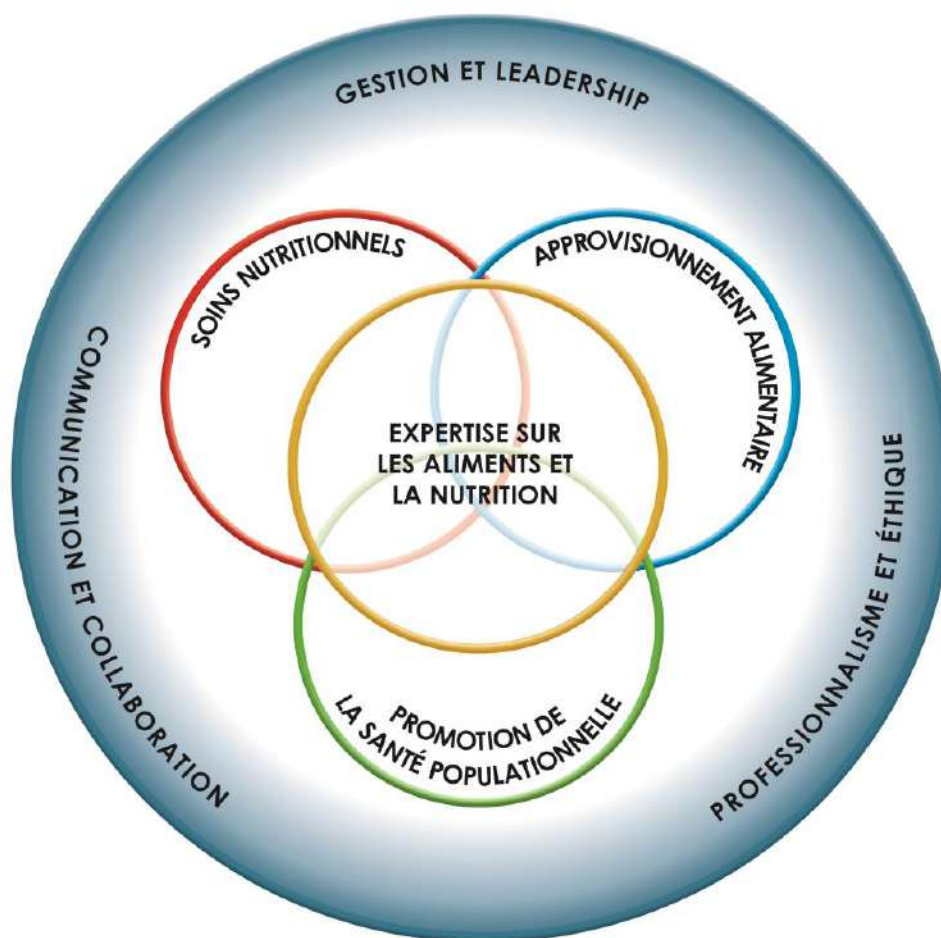 GESTION ET LEADERSHIP
SOINS NUTRITIONNELS
APPROVISIONNEMENT ALIMENTAIRE
EXPERTISE SUR
LES ALIMENTS ET
LA NUTRITION
COMMUNICATION ET COLLABORATION
PROFESSIONNALISME ET ÉTHIQUE
PROMOTION DE
LA SANTÉ POPULATIONNELLE